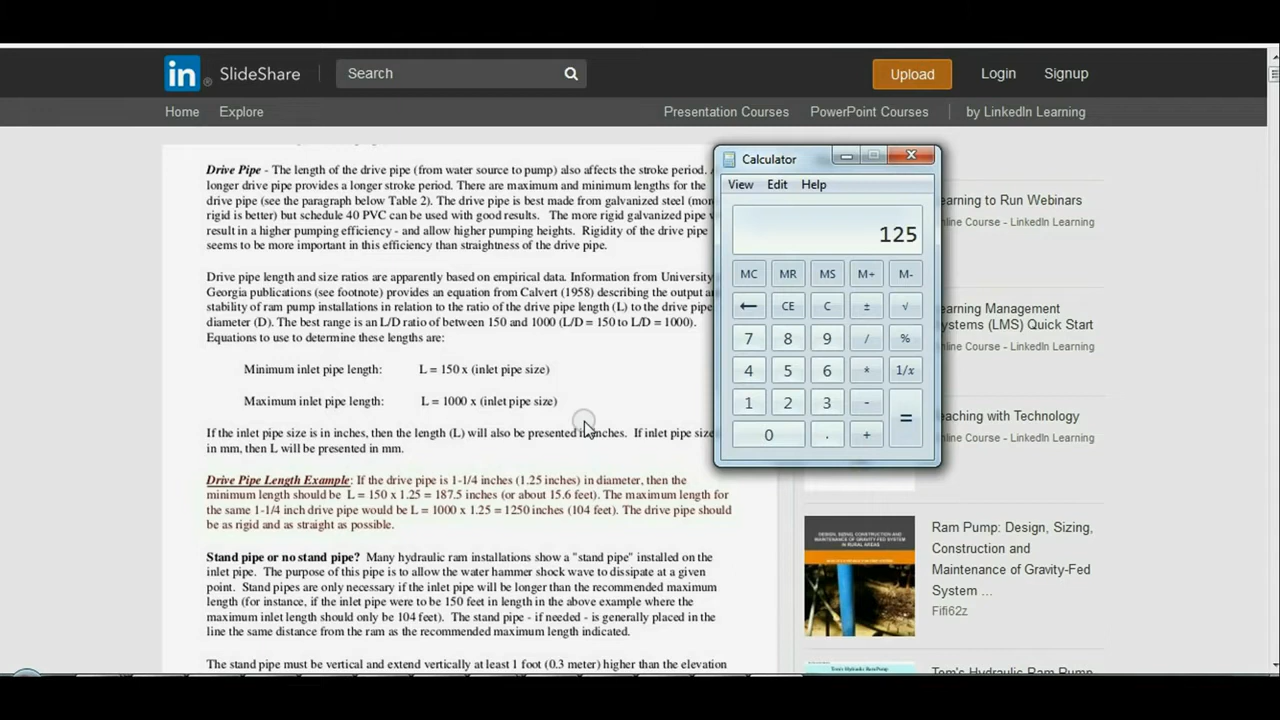 in SlideShare Search Upload Login Signup
Home Explore Presentation Courses PowerPoint Courses by LinkedIn Learning
Drive Pipe - The length of the drive pipe (from water source to pump) also affects the stroke period.
longer drive pipe provides a longer stroke period. There are maximum and minimum lengths for the
drive pipe (see the paragraph below Table 2). The drive pipe is best made from galvanized steel (more
rigid is better) but schedule 40 PVC can be used with good results. The more rigid galvanized pipe
result in a higher pumping efficiency - and allow higher pumping heights. Rigidity of the drive pipe
seems to be more important in this efficiency than straightness of the drive pipe.
Drive pipe length and size ratios are apparently based on empirical data. Information from University
Georgia publications (see footnote) provides an equation from Calvert (1958) describing the output
stability of ram pump installations in relation to the ratio of the drive pipe length (L) to the drive pipe
diameter (D). The best range is an L/D ratio of between 150 and 1000 (L/D = 150 to L/D = 1000).
Equations to use to determine these lengths are:
Minimum inlet pipe length: L = 150 x (inlet pipe size)
Maximum inlet pipe length: L = 1000 x (inlet pipe size)
If the inlet pipe size is in inches, then the length (L) will also be presented in inches. If inlet pipe size
in mm, then L will be presented in mm.
Drive Pipe Length Example: If the drive pipe is 1-1/4 inches (1.25 inches) in diameter, then the
minimum length should be L = 150 x 1.25 = 187.5 inches (or about 15.6 feet). The maximum length for
the same 1-1/4 inch drive pipe would be L = 1000 x 1.25 = 1250 inches (104 feet). The drive pipe should
be as rigid and as straight as possible.
Stand pipe or no stand pipe? Many hydraulic ram installations show a "stand pipe" installed on the
inlet pipe. The purpose of this pipe is to allow the water hammer shock wave to dissipate at a given
point. Stand pipes are only necessary if the inlet pipe will be longer than the recommended maximum
length (for instance, if the inlet pipe were to be 150 feet in length in the above example where the
maximum inlet length should only be 104 feet). The stand pipe - if needed - is generally placed in the
line the same distance from the ram as the recommended maximum length indicated.
The stand pipe must be vertical and extend vertically at least 1 foot (0.3 meter) higher than the elevation
Calculator
View Edit Help
125
MC MR MS M+ M-
← CE C ± √
7 8 9 / %
4 5 6 * 1/x
1 2 3 - =
0 . +
earning to Run Webinars
nline Course - LinkedIn Learning
earning Management
ystems (LMS) Quick Start
nline Course - LinkedIn Learning
eaching with Technology
nline Course - LinkedIn Learning
DESIGN, SIZING, CONSTRUCTION AND
MAINTENANCE OF GRAVITY-FED SYSTEM
IN RURAL AREAS
Ram Pump: Design, Sizing,
Construction and
Maintenance of Gravity-Fed
System ...
Fifi62z
Tom's Hydraulic Ram Pump
Tom's Hydraulic Ram Pump